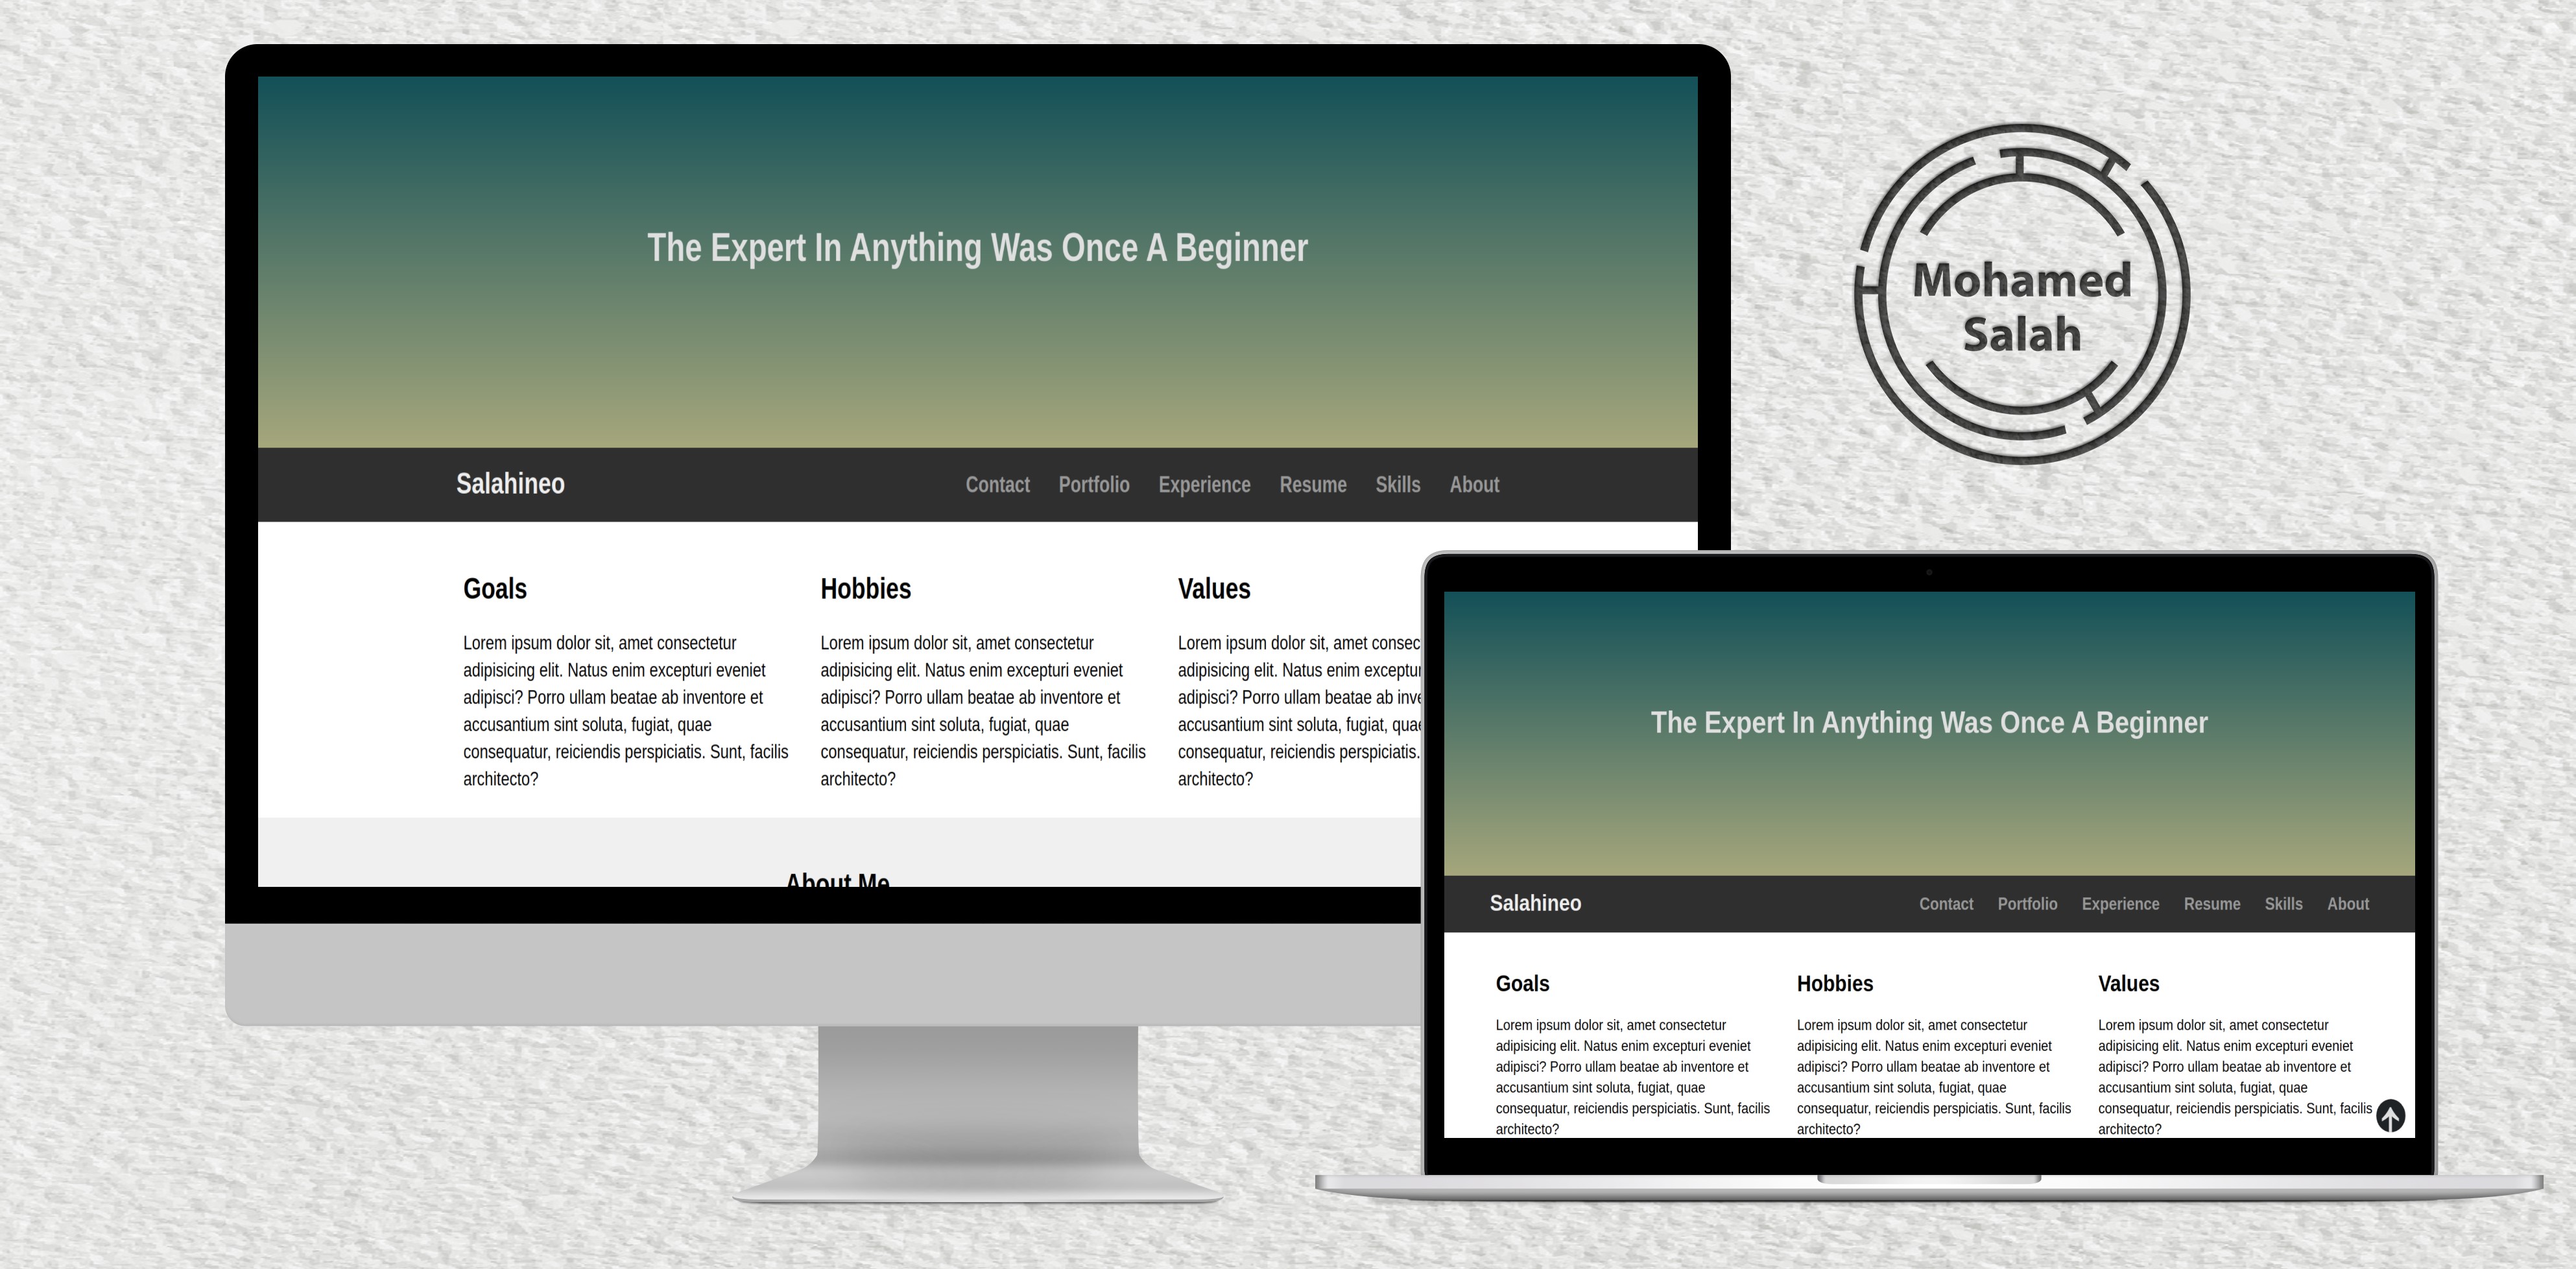 The Expert In Anything Was Once A Beginner
Salahineo
Contact Portfolio Experience Resume Skills About
Goals
Lorem ipsum dolor sit, amet consectetur
adipisicing elit. Natus enim excepturi eveniet
adipisci? Porro ullam beatae ab inventore et
accusantium sint soluta, fugiat, quae
consequatur, reiciendis perspiciatis. Sunt, facilis
architecto?
Hobbies
Lorem ipsum dolor sit, amet consectetur
adipisicing elit. Natus enim excepturi eveniet
adipisci? Porro ullam beatae ab inventore et
accusantium sint soluta, fugiat, quae
consequatur, reiciendis perspiciatis. Sunt, facilis
architecto?
Values
Lorem ipsum dolor sit, amet
adipisicing elit. Natus enim
adipisci? Porro ullam beatae ab
accusantium sint soluta, fugiat, quae
consequatur, reiciendis perspiciatis.
architecto?
About Me
Mohamed
Salah
The Expert In Anything Was Once A Beginner
Salahineo
Contact Portfolio Experience Resume Skills About
Goals
Lorem ipsum dolor sit, amet consectetur
adipisicing elit. Natus enim excepturi eveniet
adipisci? Porro ullam beatae ab inventore et
accusantium sint soluta, fugiat, quae
consequatur, reiciendis perspiciatis. Sunt, facilis
architecto?
Hobbies
Lorem ipsum dolor sit, amet consectetur
adipisicing elit. Natus enim excepturi eveniet
adipisci? Porro ullam beatae ab inventore et
accusantium sint soluta, fugiat, quae
consequatur, reiciendis perspiciatis. Sunt, facilis
architecto?
Values
Lorem ipsum dolor sit, amet consectetur
adipisicing elit. Natus enim excepturi eveniet
adipisci? Porro ullam beatae ab inventore et
accusantium sint soluta, fugiat, quae
consequatur, reiciendis perspiciatis. Sunt, facilis
architecto?